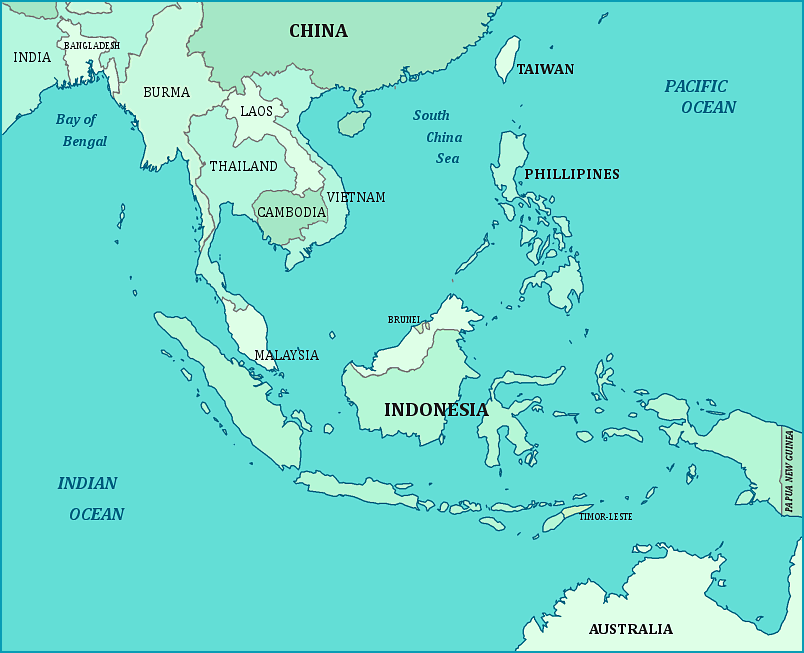 CHINA
BANGLADESH
INDIA
TAIWAN
BURMA
PACIFIC
OCEAN
LAOS
Bay of
Bengal
South
China
Sea
THAILAND
PHILLIPINES
VIETNAM
CAMBODIA
BRUNEI
MALAYSIA
INDONESIA
PAPUA NEW GUINEA
INDIAN
OCEAN
TIMOR-LESTE
AUSTRALIA